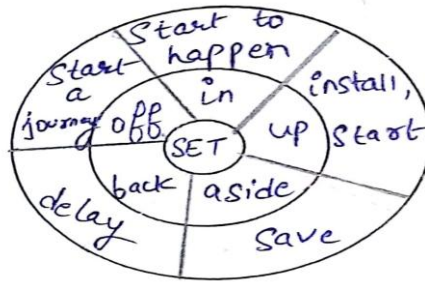 Start to
happen
Start
a
journey
in
off
install,
start
up
SET
back
aside
delay
save